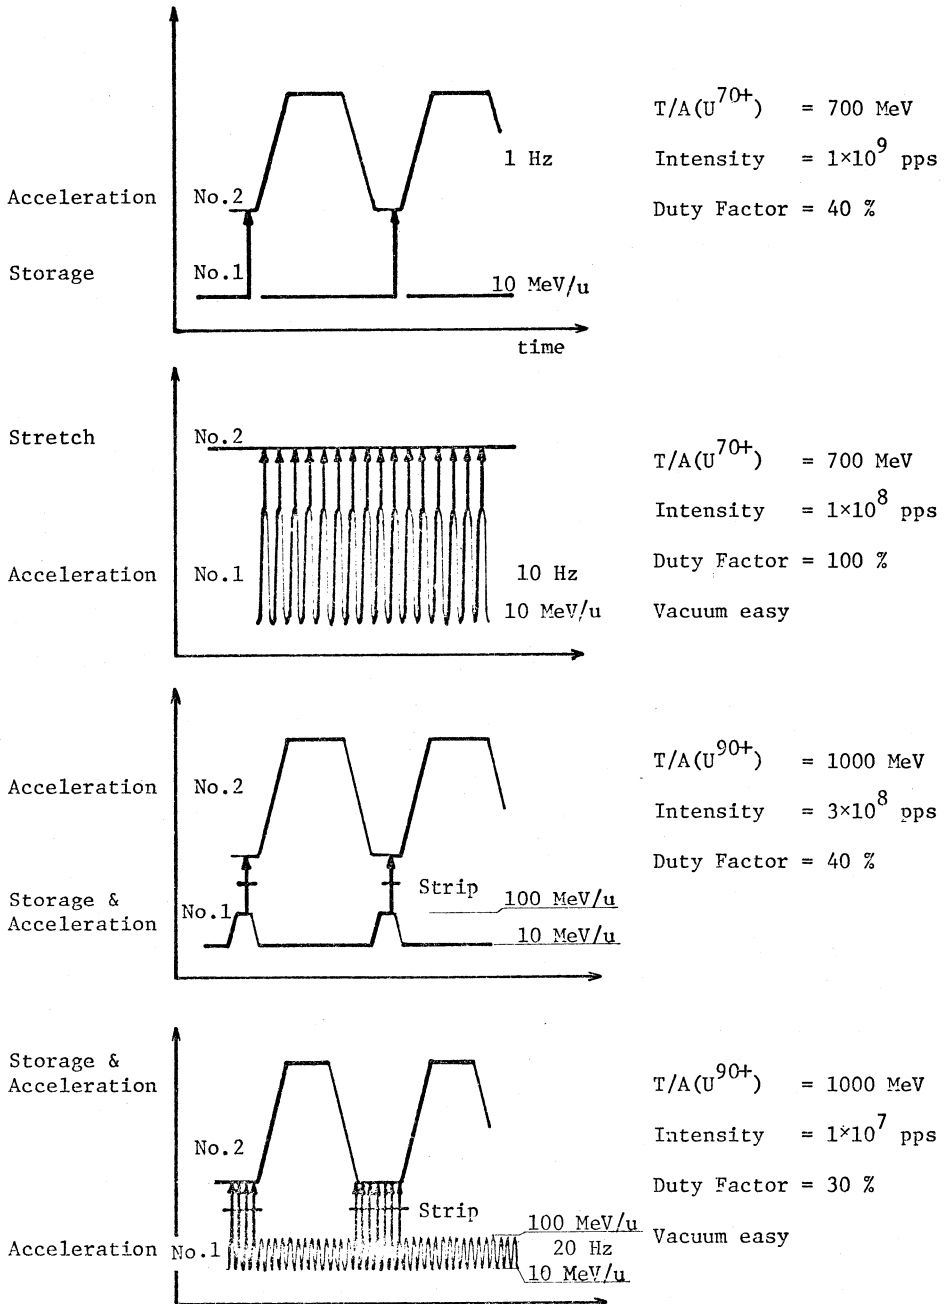 T/A(U70+) = 700 MeV
1 Hz
Intensity = 1×10^9 pps
Acceleration No.2
Duty Factor = 40 %
Storage No.1
10 MeV/u
time
Stretch No.2
T/A(U70+) = 700 MeV
Intensity = 1×10^8 pps
Duty Factor = 100 %
Acceleration No.1 10 Hz
10 MeV/u Vacuum easy
T/A(U90+) = 1000 MeV
Acceleration No.2
Intensity = 3×10^8 pps
Duty Factor = 40 %
Strip
Storage &
Acceleration
No.1
100 MeV/u
10 MeV/u
Storage &
Acceleration
T/A(U90+) = 1000 MeV
Intensity = 1×10^7 pps
No.2
Duty Factor = 30 %
Strip
100 MeV/u
Vacuum easy
Acceleration No.1 20 Hz
10 MeV/u